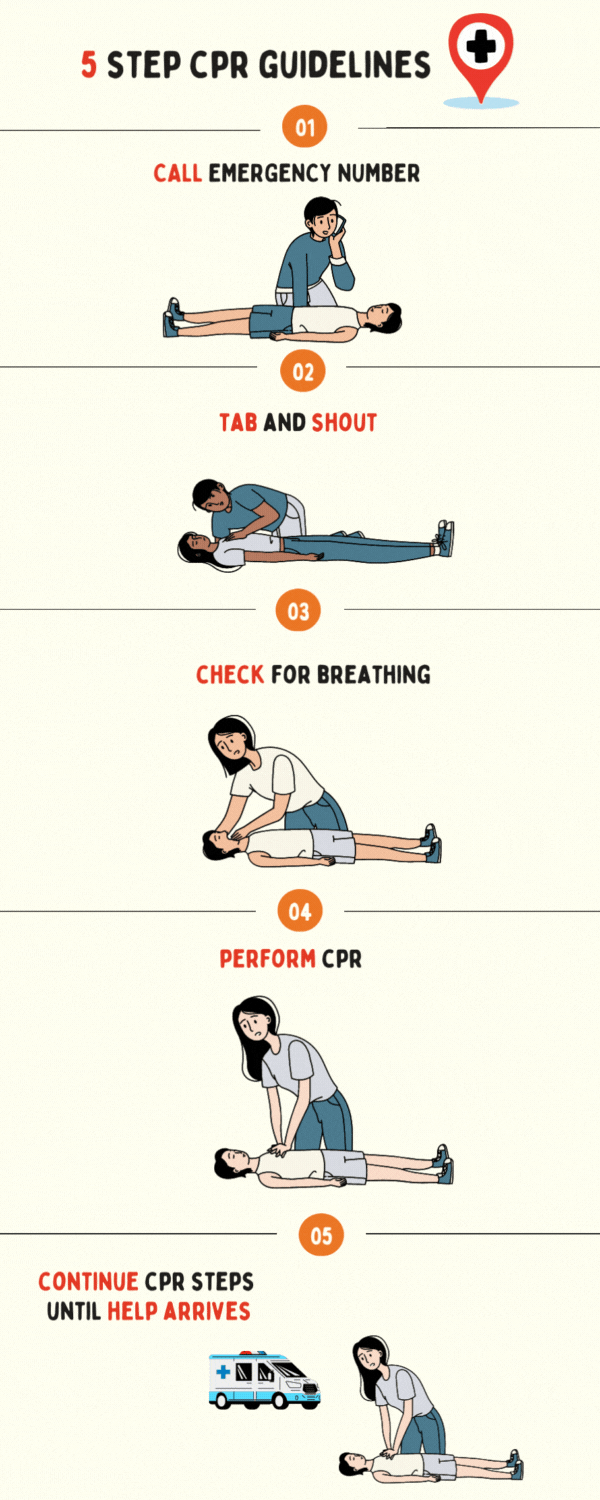 5 STEP CPR GUIDELINES
01
CALL EMERGENCY NUMBER
02
TAB AND SHOUT
03
CHECK FOR BREATHING
04
PERFORM CPR
05
CONTINUE CPR STEPS
UNTIL HELP ARRIVES